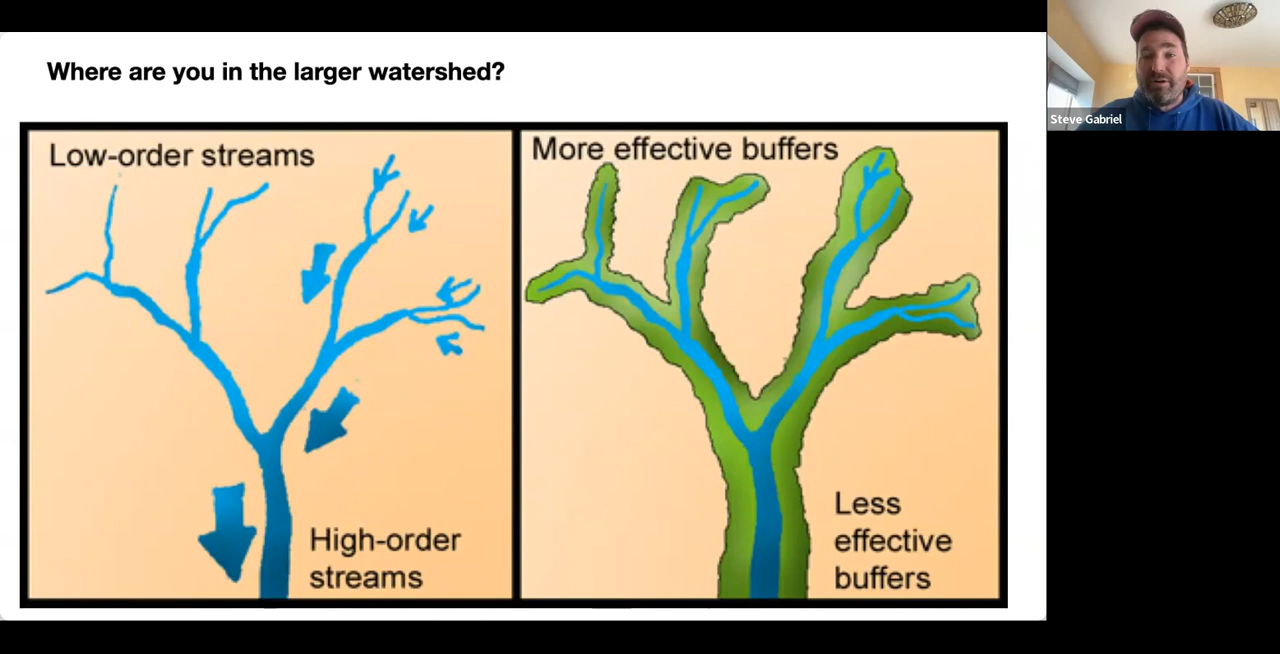 Where are you in the larger watershed?
Low-order streams
High-order
streams
More effective buffers
Less
effective
buffers
Steve Gabriel